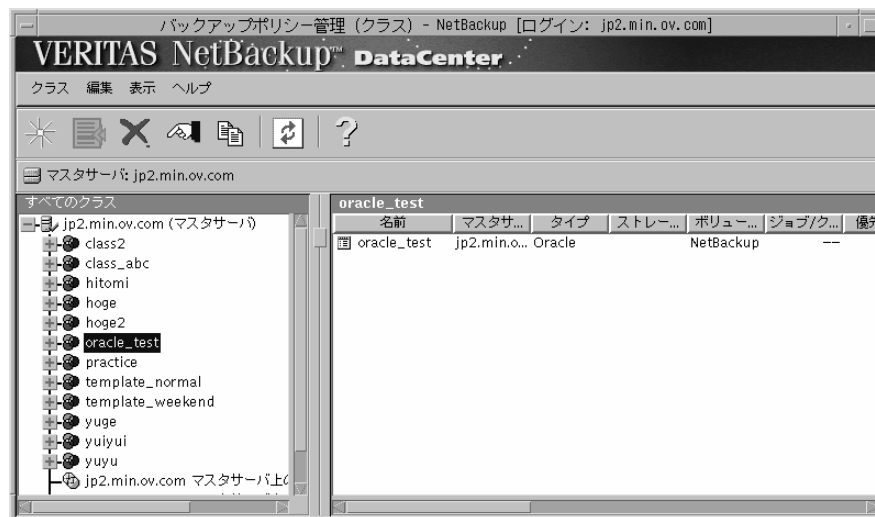 バックアップポリシー管理 (クラス) - NetBackup [ログイン: jp2.min.ov.com]
VERITAS NetBackup™ DataCenter
クラス 編集 表示 ヘルプ
マスタサーバ: jp2.min.ov.com
すべてのクラス
jp2.min.ov.com (マスタサーバ)
class2
class_abc
hitomi
hoge
hoge2
oracle_test
practice
template_normal
template_weekend
yuge
yuiyui
yuyu
jp2.min.ov.com マスタサーバ上の
oracle_test
名前 マスタサ... タイプ ストレー... ボリュー... ジョブ/ク... 優先
oracle_test jp2.min.o... Oracle NetBackup --